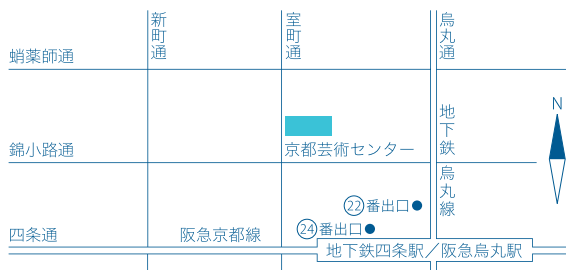 新町通
室町通
烏丸通
蛸薬師通
地下鉄
烏丸線
N
錦小路通
京都芸術センター
㉒番出口
㉔番出口
四条通
阪急京都線
地下鉄四条駅／阪急烏丸駅